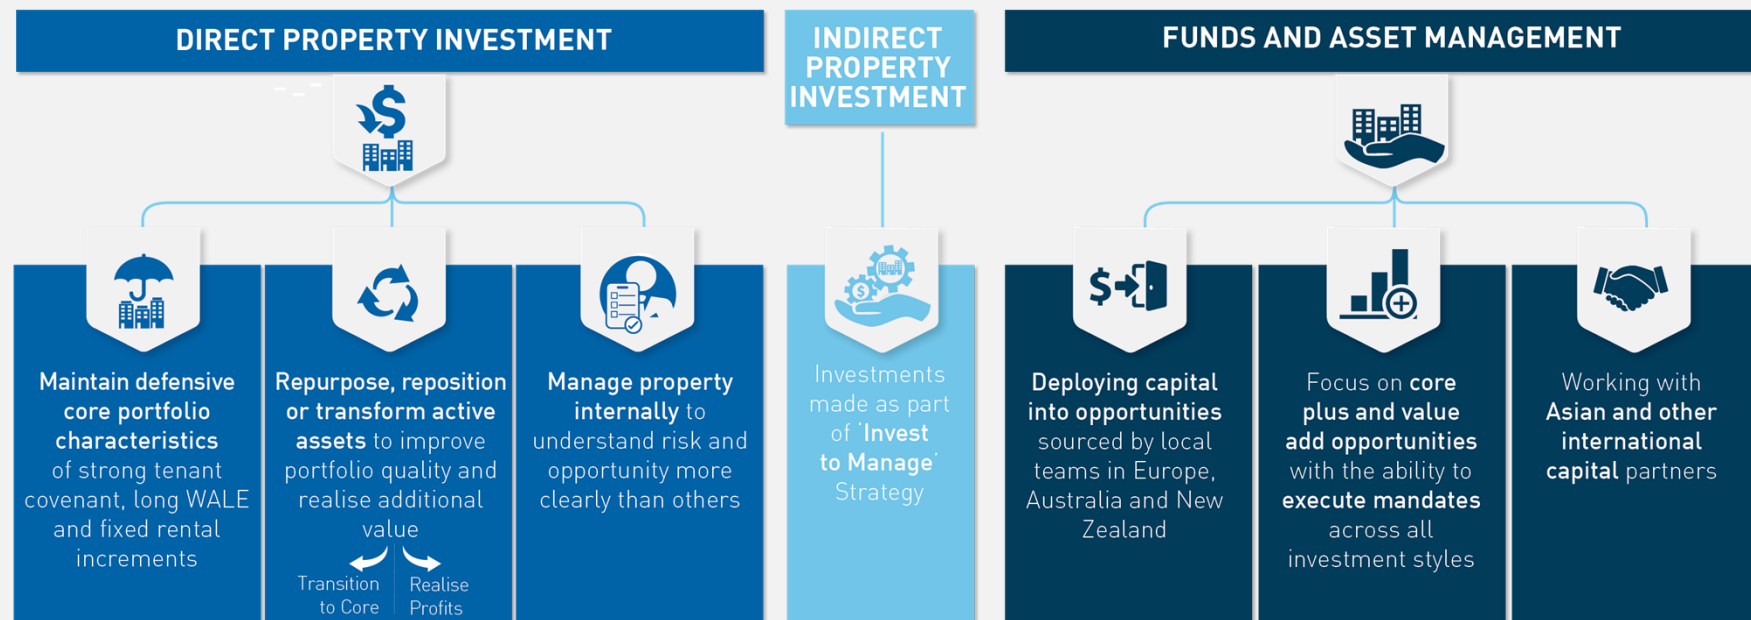 DIRECT PROPERTY INVESTMENT
Maintain defensive
core portfolio
characteristics
of strong tenant
covenant, long WALE
and fixed rental
increments
Repurpose, reposition
or transform active
assets to improve
portfolio quality and
realise additional
value
Transition
to Core
Realise
Profits
Manage property
internally to
understand risk and
opportunity more
clearly than others
INDIRECT
PROPERTY
INVESTMENT
Investments
made as part
of ‘Invest
to Manage’
Strategy
FUNDS AND ASSET MANAGEMENT
Deploying capital
into opportunities
sourced by local
teams in Europe,
Australia and New
Zealand
Focus on core
plus and value
add opportunities
with the ability to
execute mandates
across all
investment styles
Working with
Asian and other
international
capital partners